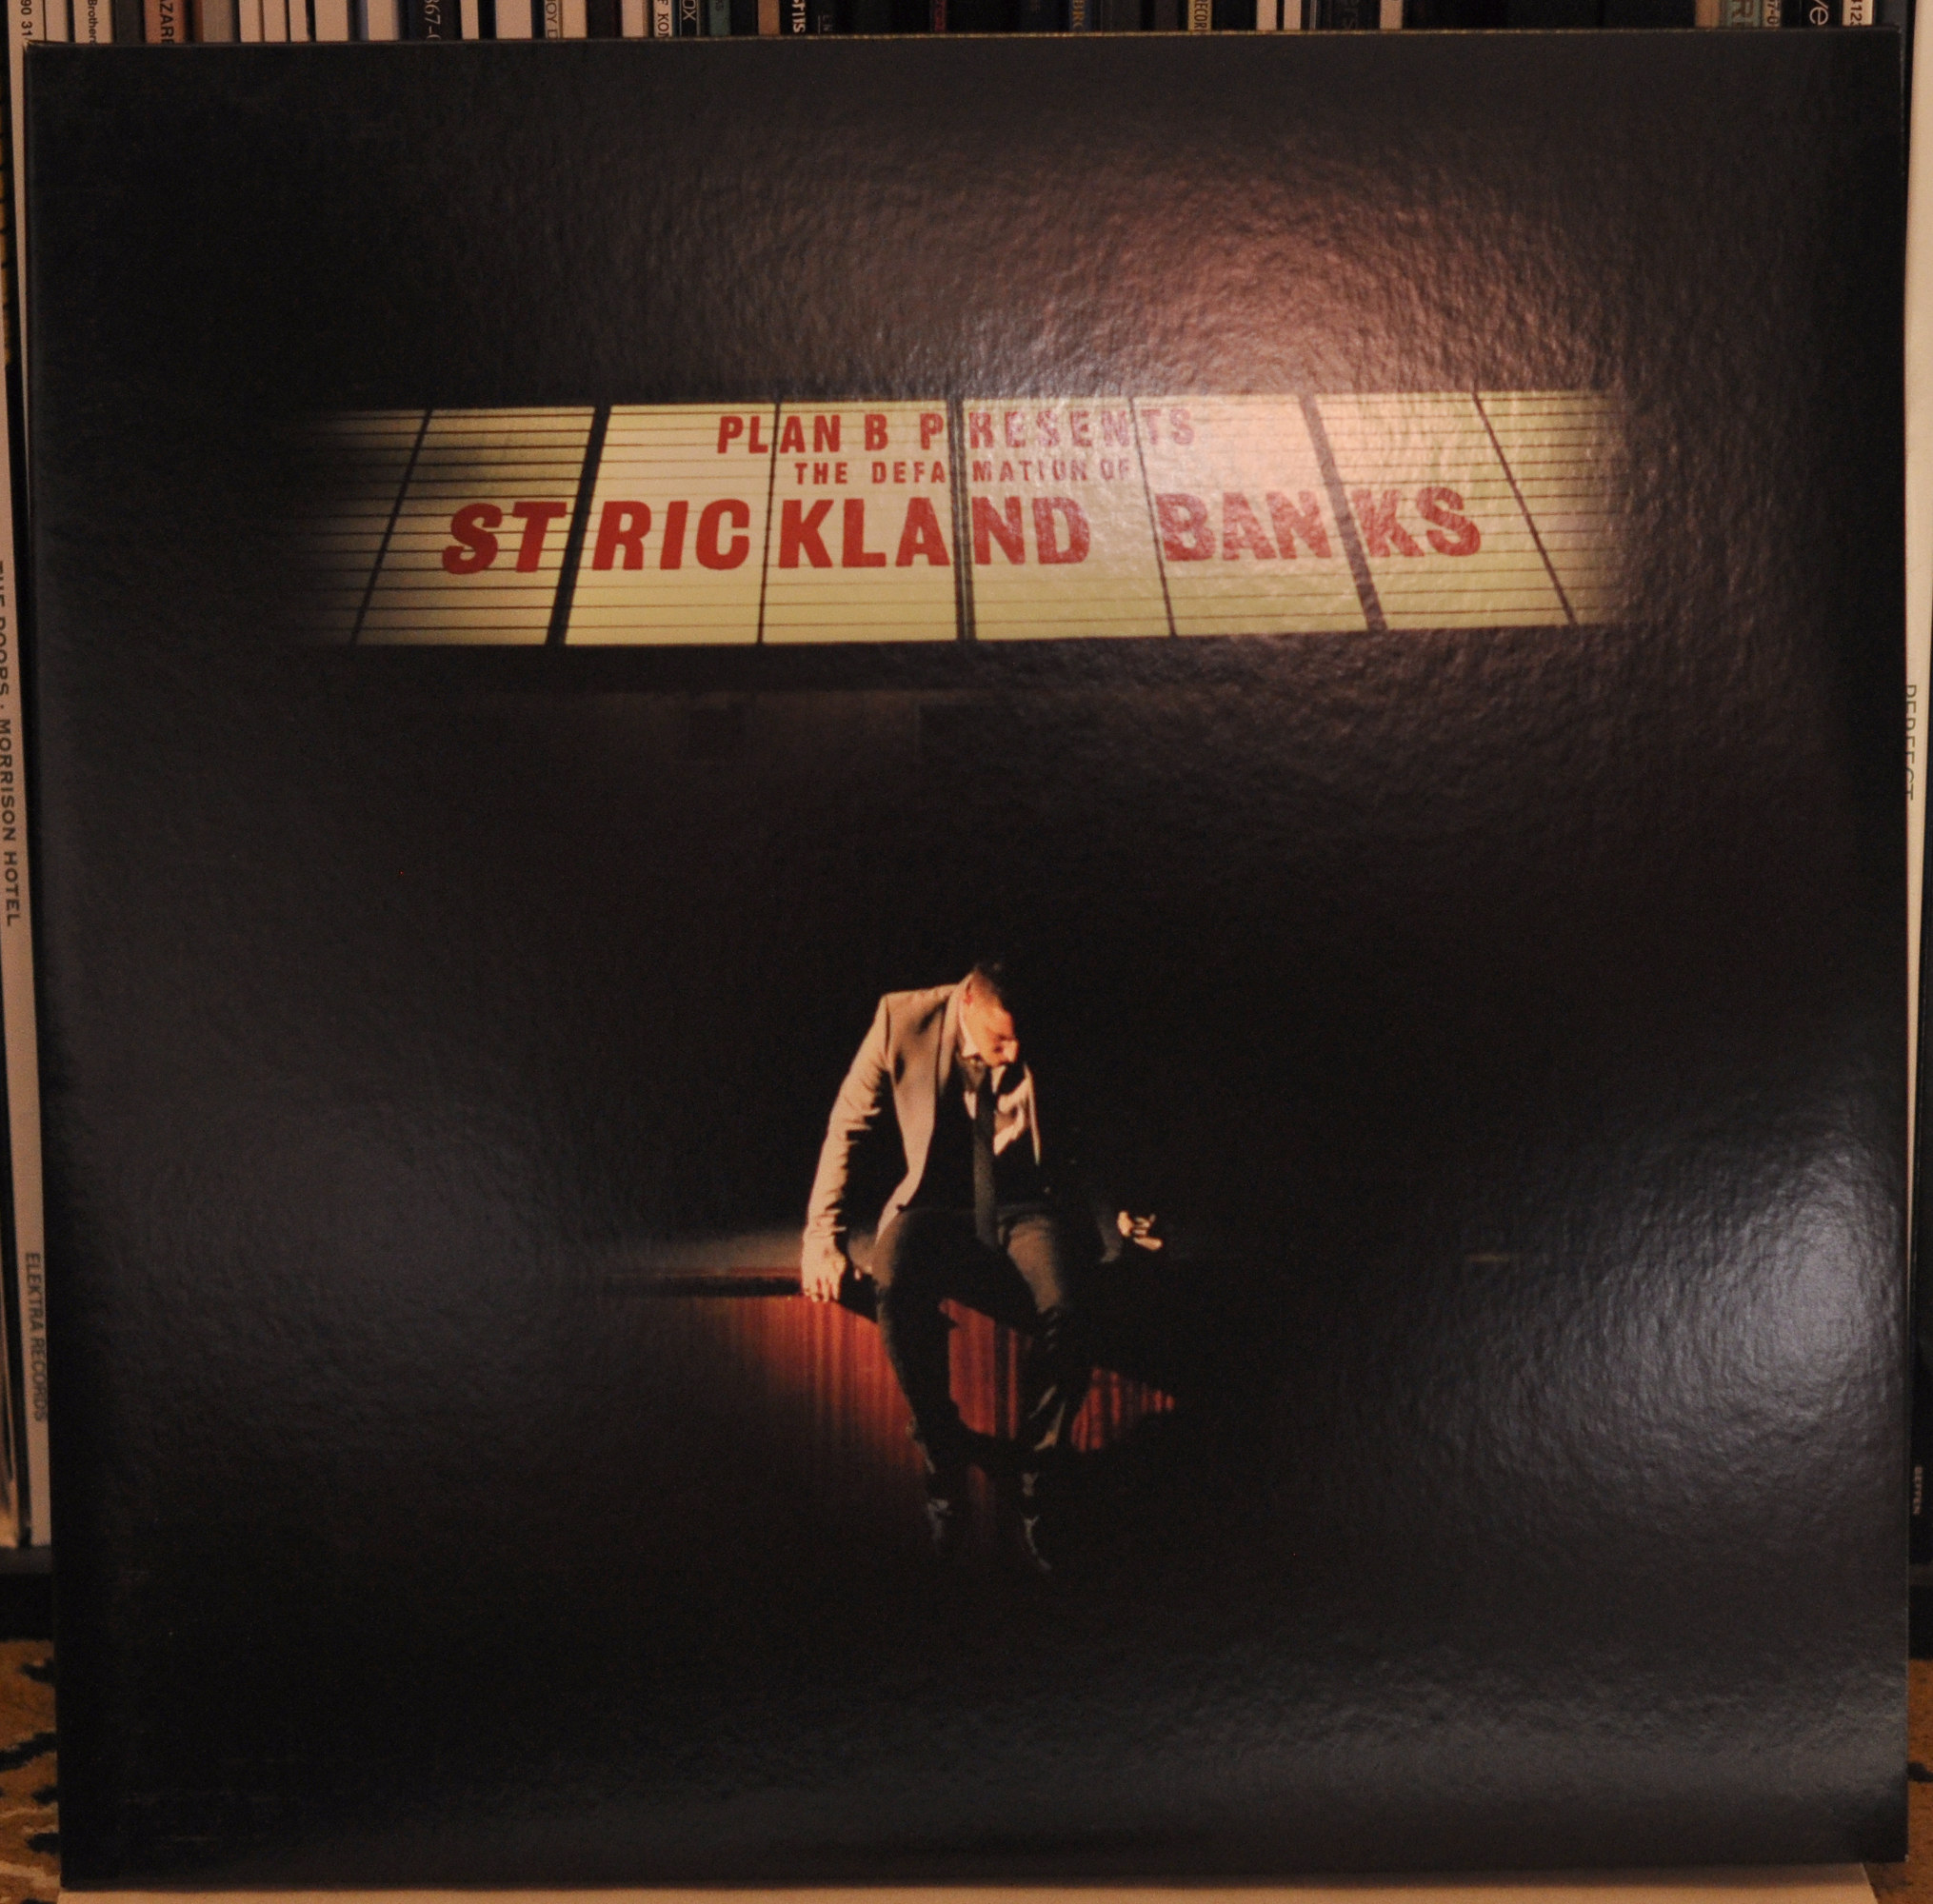 PLAN B PRESENTS
THE DEFAMATION OF
STRICKLAND BANKS
THE DOORS · MORRISON HOTEL
ELEKTRA RECORDS
PERFECT